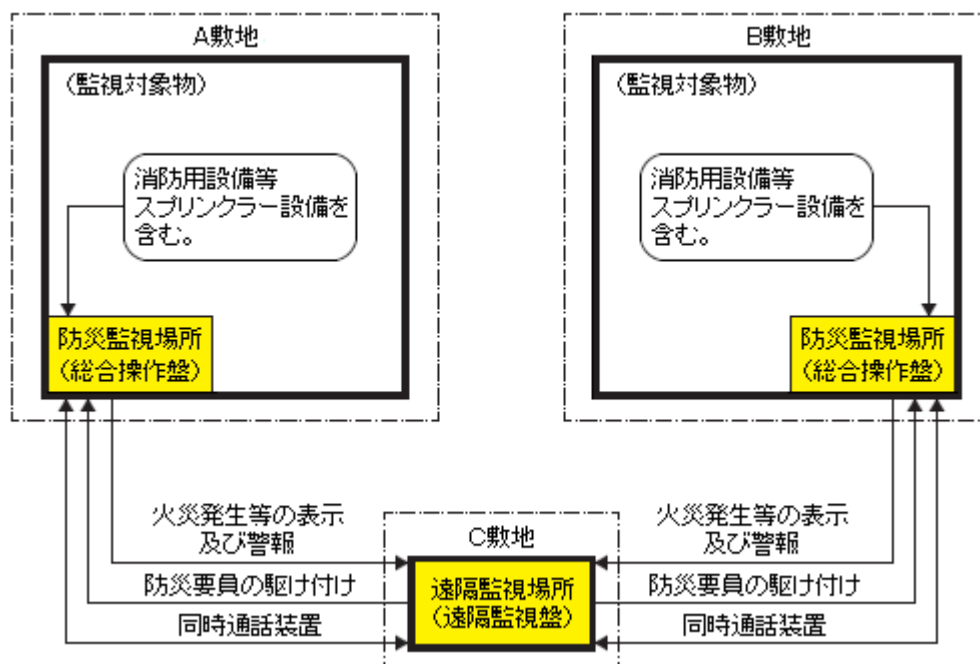 A敷地
(監視対象物)
消防用設備等
スプリンクラー設備を
含む。
防災監視場所
(総合操作盤)
B敷地
(監視対象物)
消防用設備等
スプリンクラー設備を
含む。
防災監視場所
(総合操作盤)
火災発生等の表示
及び警報
防災要員の駆け付け
同時通話装置
C敷地
遠隔監視場所
(遠隔監視盤)
火災発生等の表示
及び警報
防災要員の駆け付け
同時通話装置